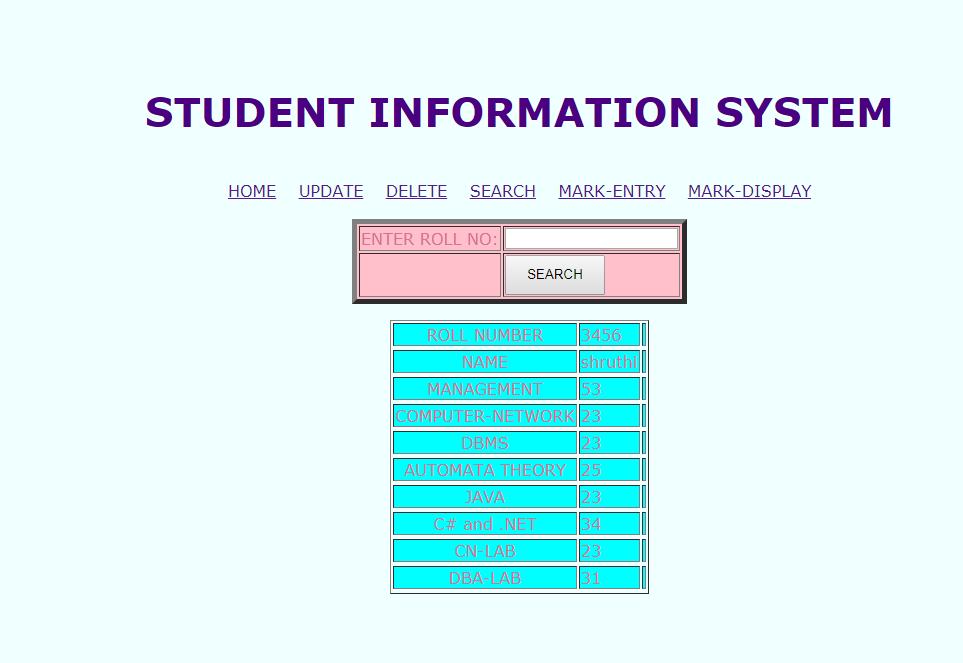 STUDENT INFORMATION SYSTEM
HOME UPDATE DELETE SEARCH MARK-ENTRY MARK-DISPLAY
ENTER ROLL NO:
SEARCH
ROLL NUMBER 3456
NAME shruthi
MANAGEMENT 53
COMPUTER-NETWORK 23
DBMS 23
AUTOMATA THEORY 25
JAVA 23
C# and .NET 34
CN-LAB 23
DBA-LAB 31